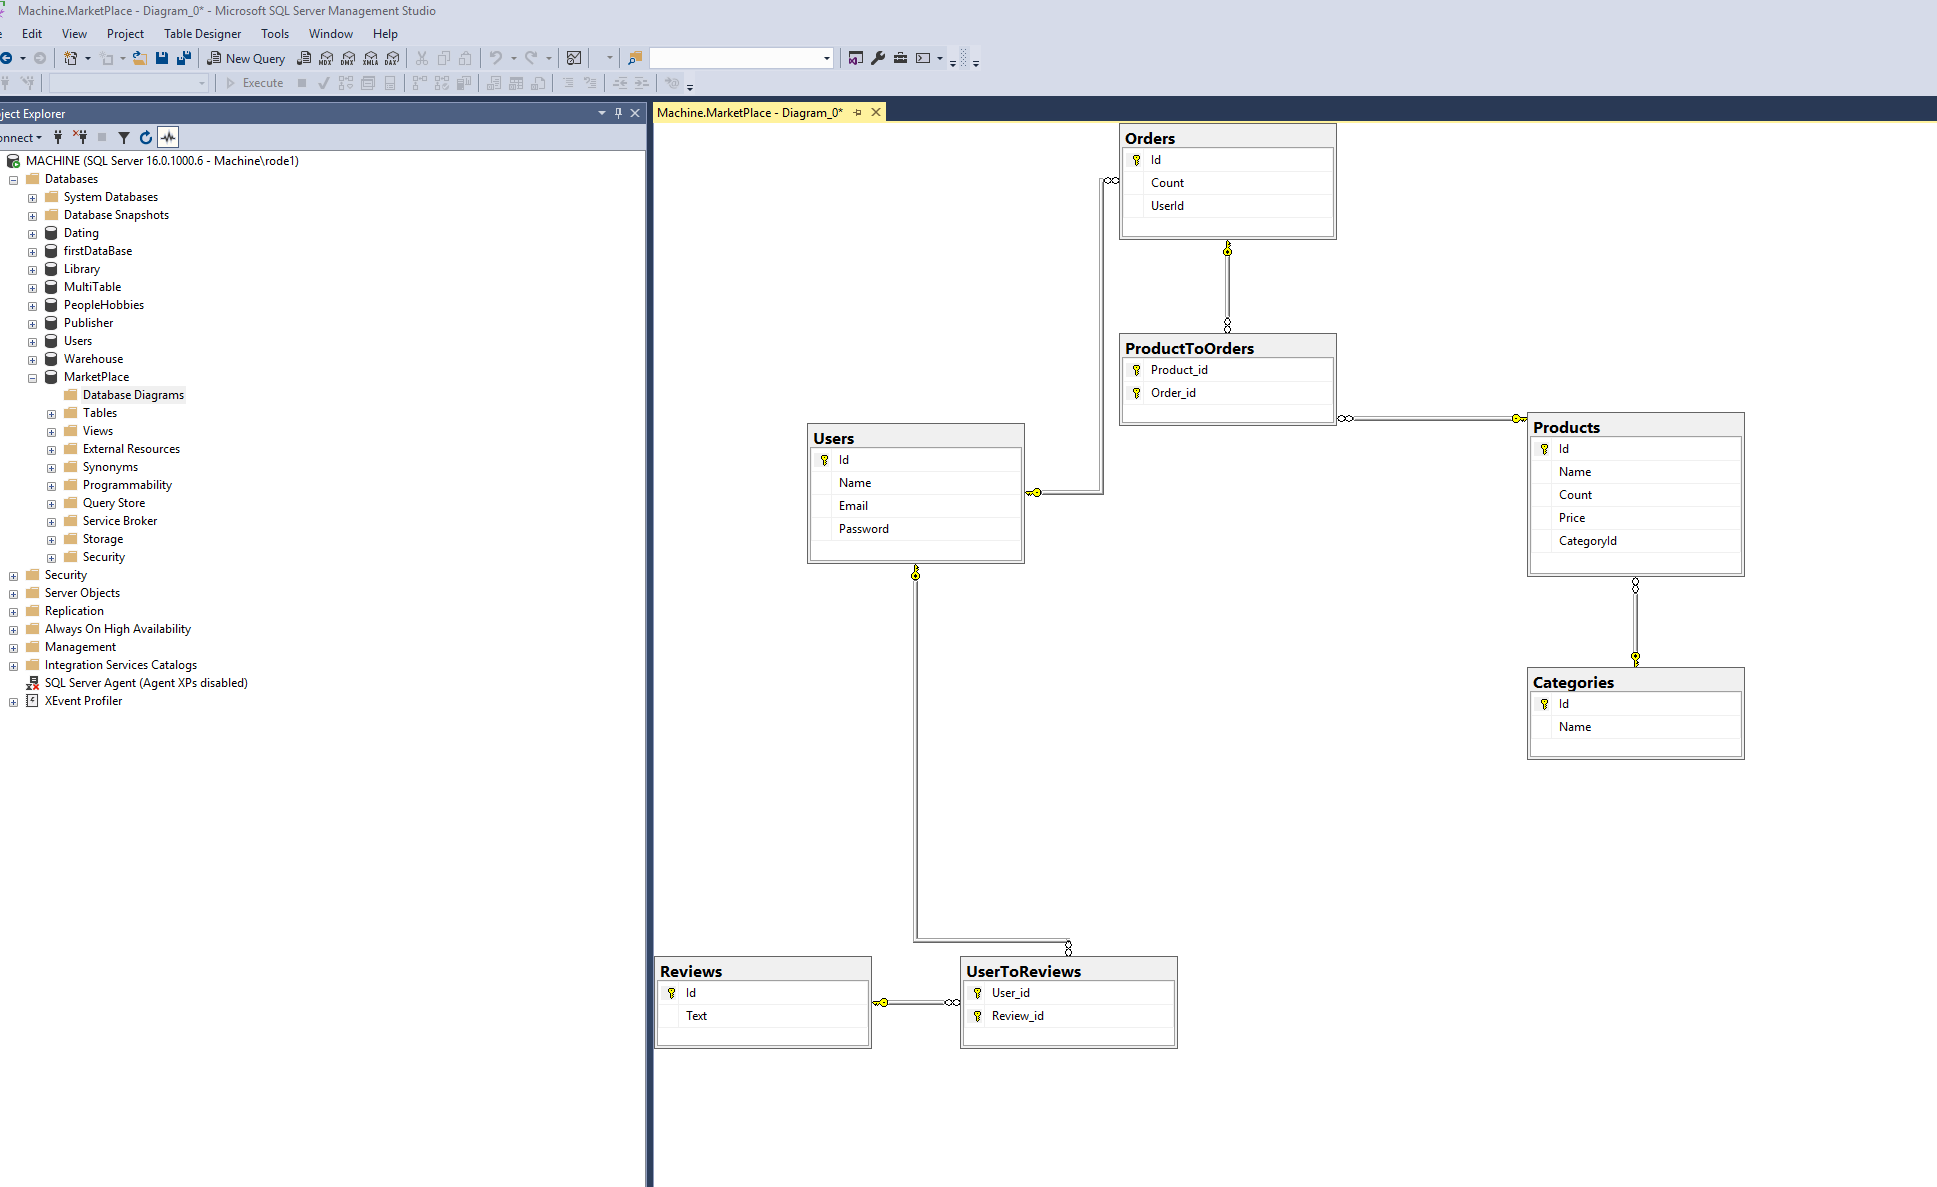 Machine.MarketPlace - Diagram_0* - Microsoft SQL Server Management Studio
e Edit View Project Table Designer Tools Window Help
New Query MDX DMX XMLA DAX
Execute
ject Explorer
onnect
MACHINE (SQL Server 16.0.1000.6 - Machine\rode1)
Databases
System Databases
Database Snapshots
Dating
firstDataBase
Library
MultiTable
PeopleHobbies
Publisher
Users
Warehouse
MarketPlace
Database Diagrams
Tables
Views
External Resources
Synonyms
Programmability
Query Store
Service Broker
Storage
Security
Security
Server Objects
Replication
Always On High Availability
Management
Integration Services Catalogs
SQL Server Agent (Agent XPs disabled)
XEvent Profiler
Machine.MarketPlace - Diagram_0*
Orders
Id
Count
UserId
ProductToOrders
Product_id
Order_id
Users
Id
Name
Email
Password
Products
Id
Name
Count
Price
CategoryId
Categories
Id
Name
Reviews
Id
Text
UserToReviews
User_id
Review_id